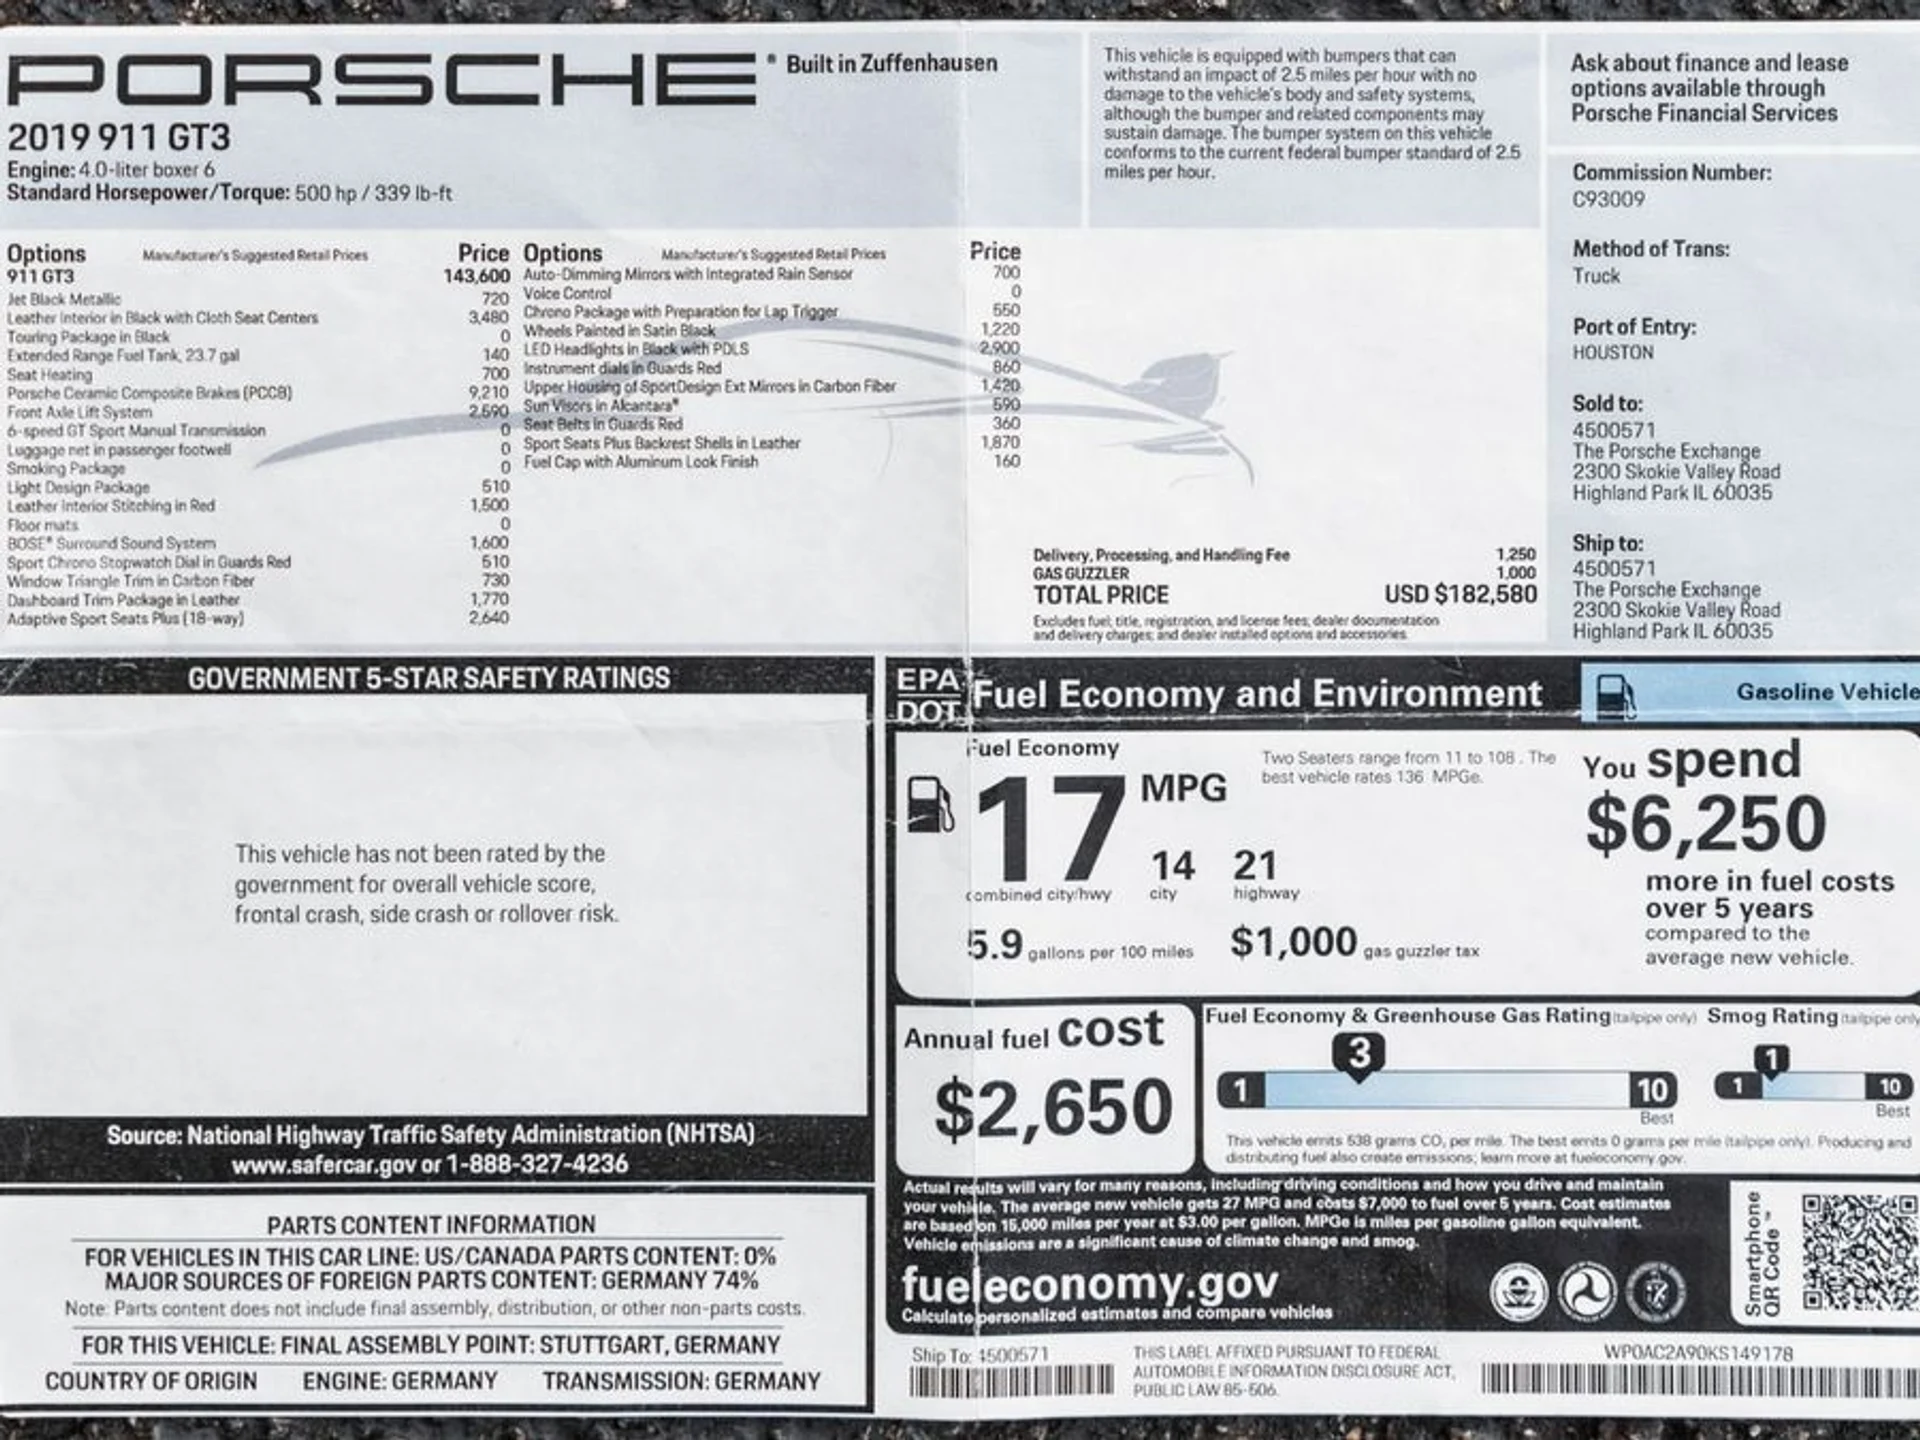 PORSCHE® Built in Zuffenhausen
2019 911 GT3
Engine: 4.0-liter boxer 6
Standard Horsepower/Torque: 500 hp / 339 lb-ft
This vehicle is equipped with bumpers that can
withstand an impact of 2.5 miles per hour with no
damage to the vehicle's body and safety systems,
although the bumper and related components may
sustain damage. The bumper system on this vehicle
conforms to the current federal bumper standard of 2.5
miles per hour.
Ask about finance and lease
options available through
Porsche Financial Services
Commission Number:
C93009
Method of Trans:
Truck
Port of Entry:
HOUSTON
Sold to:
4500571
The Porsche Exchange
2300 Skokie Valley Road
Highland Park IL 60035
Ship to:
4500571
The Porsche Exchange
2300 Skokie Valley Road
Highland Park IL 60035
Options Manufacturer's Suggested Retail Prices Price
911 GT3 143,600
Jet Black Metallic 720
Leather Interior in Black with Cloth Seat Centers 3,480
Touring Package in Black 0
Extended Range Fuel Tank, 23.7 gal 140
Seat Heating 700
Porsche Ceramic Composite Brakes (PCCB) 9,210
Front Axle Lift System 2,590
6-speed GT Sport Manual Transmission 0
Luggage net in passenger footwell 0
Smoking Package 0
Light Design Package 510
Leather Interior Stitching in Red 1,500
Floor mats 0
BOSE® Surround Sound System 1,600
Sport Chrono Stopwatch Dial in Guards Red 510
Window Triangle Trim in Carbon Fiber 730
Dashboard Trim Package in Leather 1,770
Adaptive Sport Seats Plus (18-way) 2,640
Options Manufacturer's Suggested Retail Prices Price
Auto-Dimming Mirrors with Integrated Rain Sensor 700
Voice Control 0
Chrono Package with Preparation for Lap Trigger 550
Wheels Painted in Satin Black 1,220
LED Headlights in Black with PDLS 2,900
Instrument dials in Guards Red 860
Upper Housing of SportDesign Ext Mirrors in Carbon Fiber 1,420
Sun Visors in Alcantara® 590
Seat Belts in Guards Red 360
Sport Seats Plus Backrest Shells in Leather 1,870
Fuel Cap with Aluminum Look Finish 160
Delivery, Processing, and Handling Fee 1,250
GAS GUZZLER 1,000
TOTAL PRICE USD $182,580
Excludes fuel; title, registration, and license fees; dealer documentation
and delivery charges; and dealer installed options and accessories.
GOVERNMENT 5-STAR SAFETY RATINGS
This vehicle has not been rated by the
government for overall vehicle score,
frontal crash, side crash or rollover risk.
Source: National Highway Traffic Safety Administration (NHTSA)
www.safercar.gov or 1-888-327-4236
PARTS CONTENT INFORMATION
FOR VEHICLES IN THIS CAR LINE: US/CANADA PARTS CONTENT: 0%
MAJOR SOURCES OF FOREIGN PARTS CONTENT: GERMANY 74%
Note: Parts content does not include final assembly, distribution, or other non-parts costs.
FOR THIS VEHICLE: FINAL ASSEMBLY POINT: STUTTGART, GERMANY
COUNTRY OF ORIGIN ENGINE: GERMANY TRANSMISSION: GERMANY
EPA
DOT
Fuel Economy and Environment
Gasoline Vehicle
Fuel Economy
17 MPG
combined city/hwy
14
city
21
highway
Two Seaters range from 11 to 108 . The
best vehicle rates 136 MPGe.
5.9 gallons per 100 miles
$1,000 gas guzzler tax
You spend
$6,250
more in fuel costs
over 5 years
compared to the
average new vehicle.
Annual fuel cost
$2,650
Fuel Economy & Greenhouse Gas Rating (tailpipe only)
3
1 10
Best
Smog Rating (tailpipe only
1
1 10
Best
This vehicle emits 538 grams CO₂ per mile. The best emits 0 grams per mile (tailpipe only). Producing and
distributing fuel also create emissions; learn more at fueleconomy.gov.
Actual results will vary for many reasons, including driving conditions and how you drive and maintain
your vehicle. The average new vehicle gets 27 MPG and costs $7,000 to fuel over 5 years. Cost estimates
are based on 15,000 miles per year at $3.00 per gallon. MPGe is miles per gasoline gallon equivalent.
Vehicle emissions are a significant cause of climate change and smog.
fueleconomy.gov
Calculate personalized estimates and compare vehicles
Smartphone
QR Code™
Ship To: 4500571
THIS LABEL AFFIXED PURSUANT TO FEDERAL
AUTOMOBILE INFORMATION DISCLOSURE ACT,
PUBLIC LAW 85-506.
WP0AC2A90KS149178